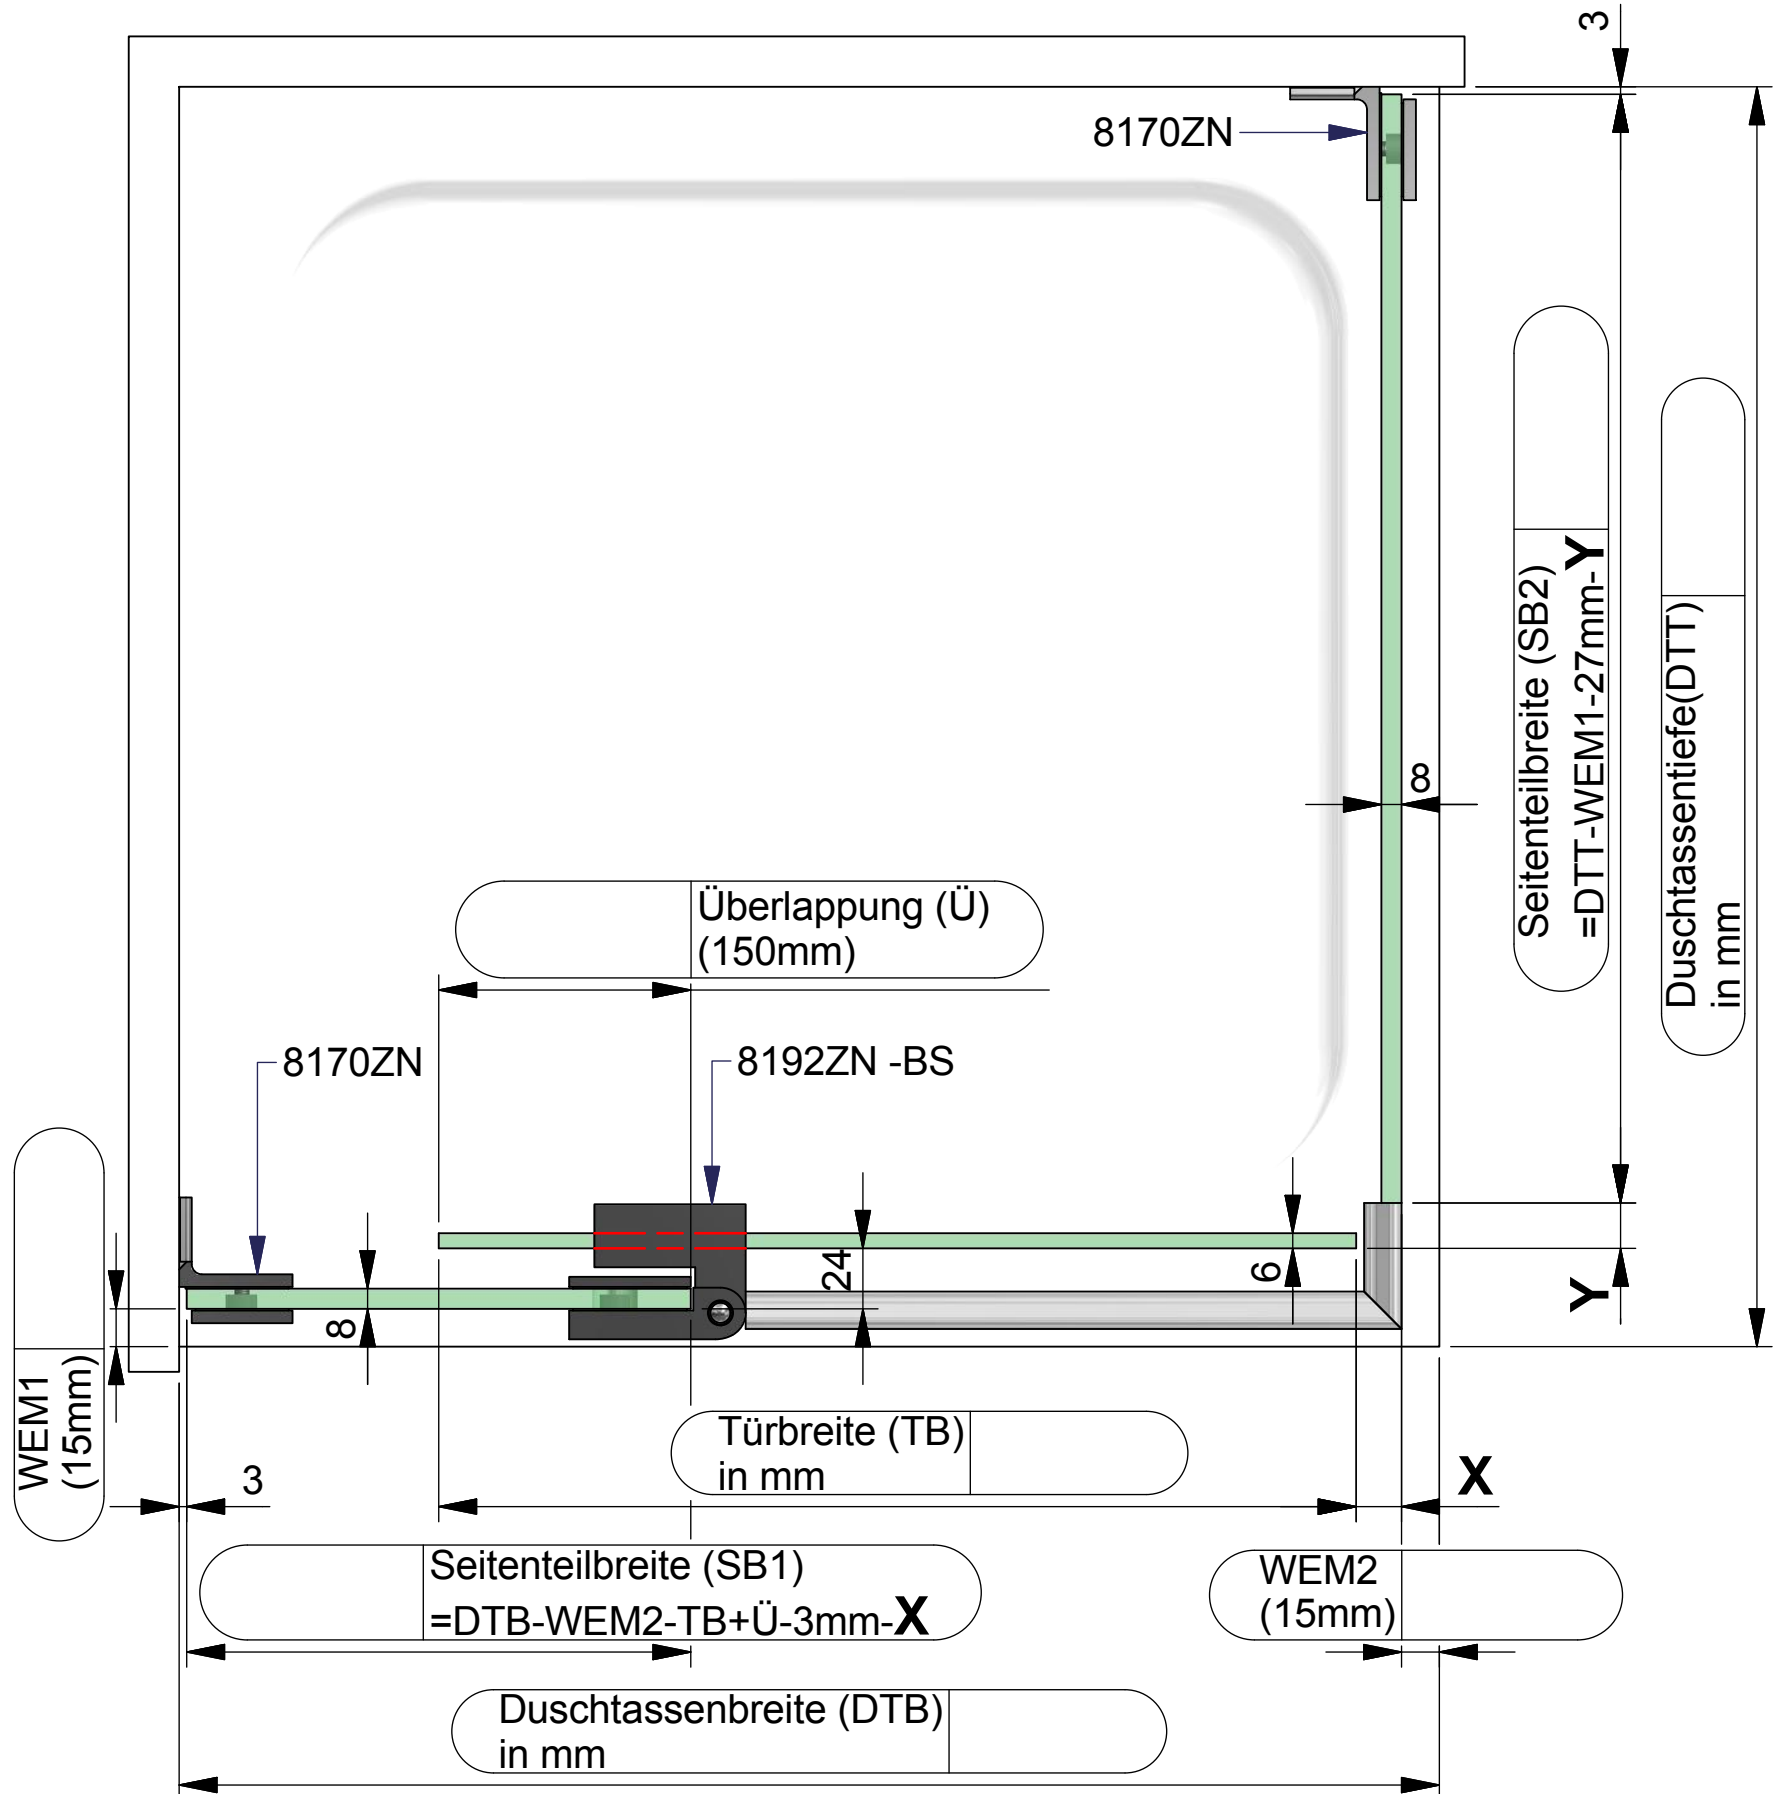 3
8170ZN
Seitenteilbreite (SB2)
=DTT-WEM1-27mm-Y
Duschtassentiefe(DTT)
in mm
8
Überlappung (Ü)
(150mm)
8170ZN
8192ZN -BS
24
6
Y
8
WEM1
(15mm)
Türbreite (TB)
in mm
3
X
Seitenteilbreite (SB1)
=DTB-WEM2-TB+Ü-3mm-X
WEM2
(15mm)
Duschtassenbreite (DTB)
in mm